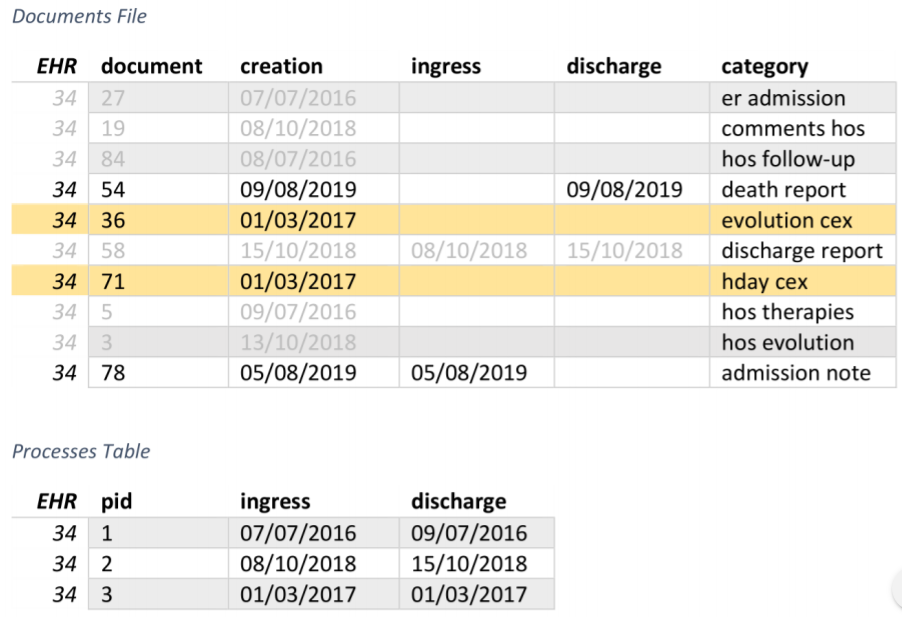 Documents File
EHR document creation ingress discharge category
34 27 07/07/2016 er admission
34 19 08/10/2018 comments hos
34 84 08/07/2016 hos follow-up
34 54 09/08/2019 09/08/2019 death report
34 36 01/03/2017 evolution cex
34 58 15/10/2018 08/10/2018 15/10/2018 discharge report
34 71 01/03/2017 hday cex
34 5 09/07/2016 hos therapies
34 3 13/10/2018 hos evolution
34 78 05/08/2019 05/08/2019 admission note
Processes Table
EHR pid ingress discharge
34 1 07/07/2016 09/07/2016
34 2 08/10/2018 15/10/2018
34 3 01/03/2017 01/03/2017